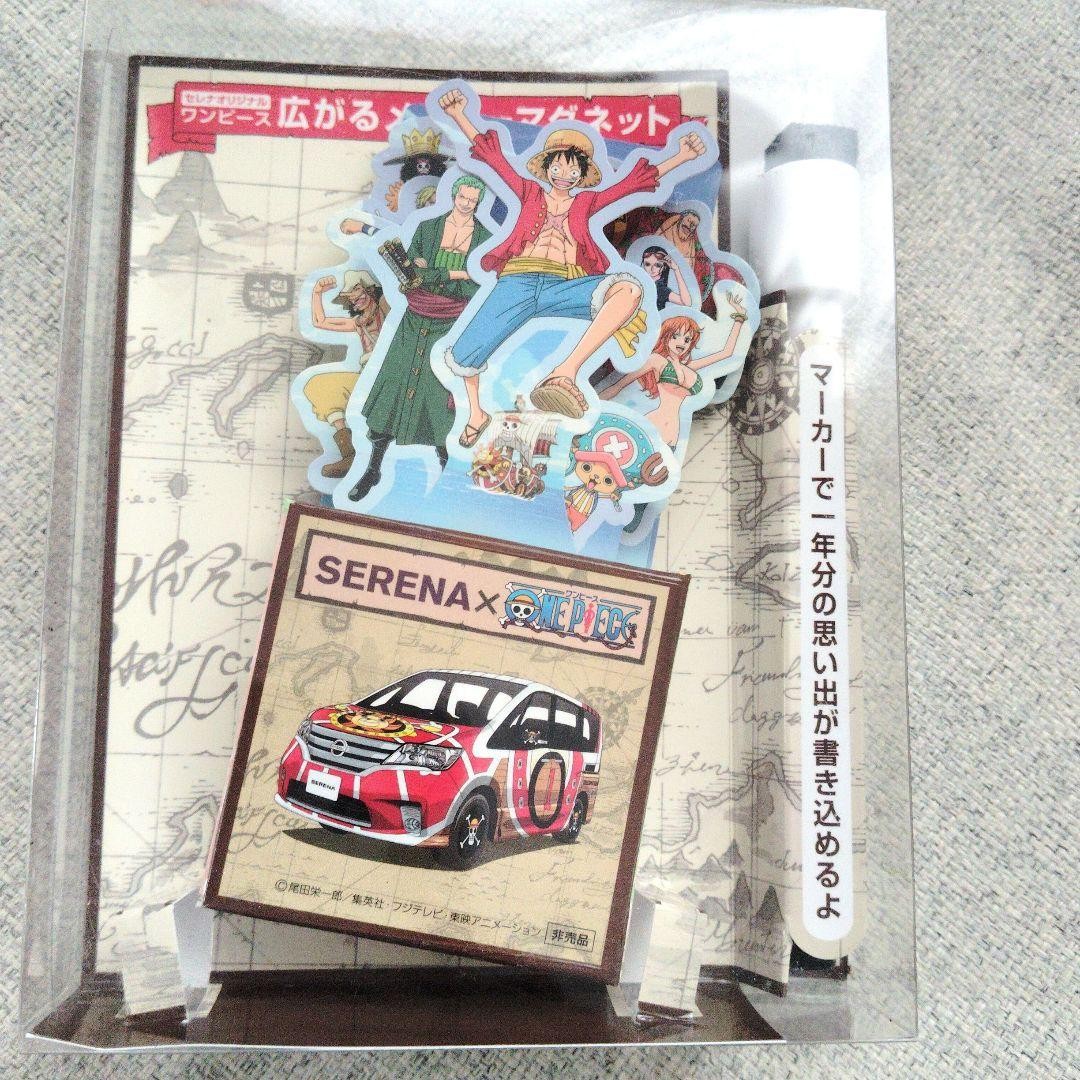 セレナオリジナル
ワンピース 広がるメ ーマグネット
マーカーで一年分の思い出が書き込めるよ
SERENA×ONE PIECE
ワンピース
SERENA
©尾田栄一郎／集英社・フジテレビ・東映アニメーション
非売品